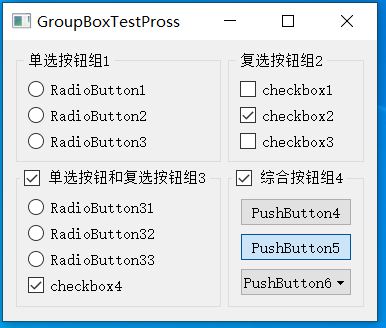 GroupBoxTestPross
单选按钮组1
RadioButton1
RadioButton2
RadioButton3
复选按钮组2
checkbox1
checkbox2
checkbox3
单选按钮和复选按钮组3
RadioButton31
RadioButton32
RadioButton33
checkbox4
综合按钮组4
PushButton4
PushButton5
PushButton6